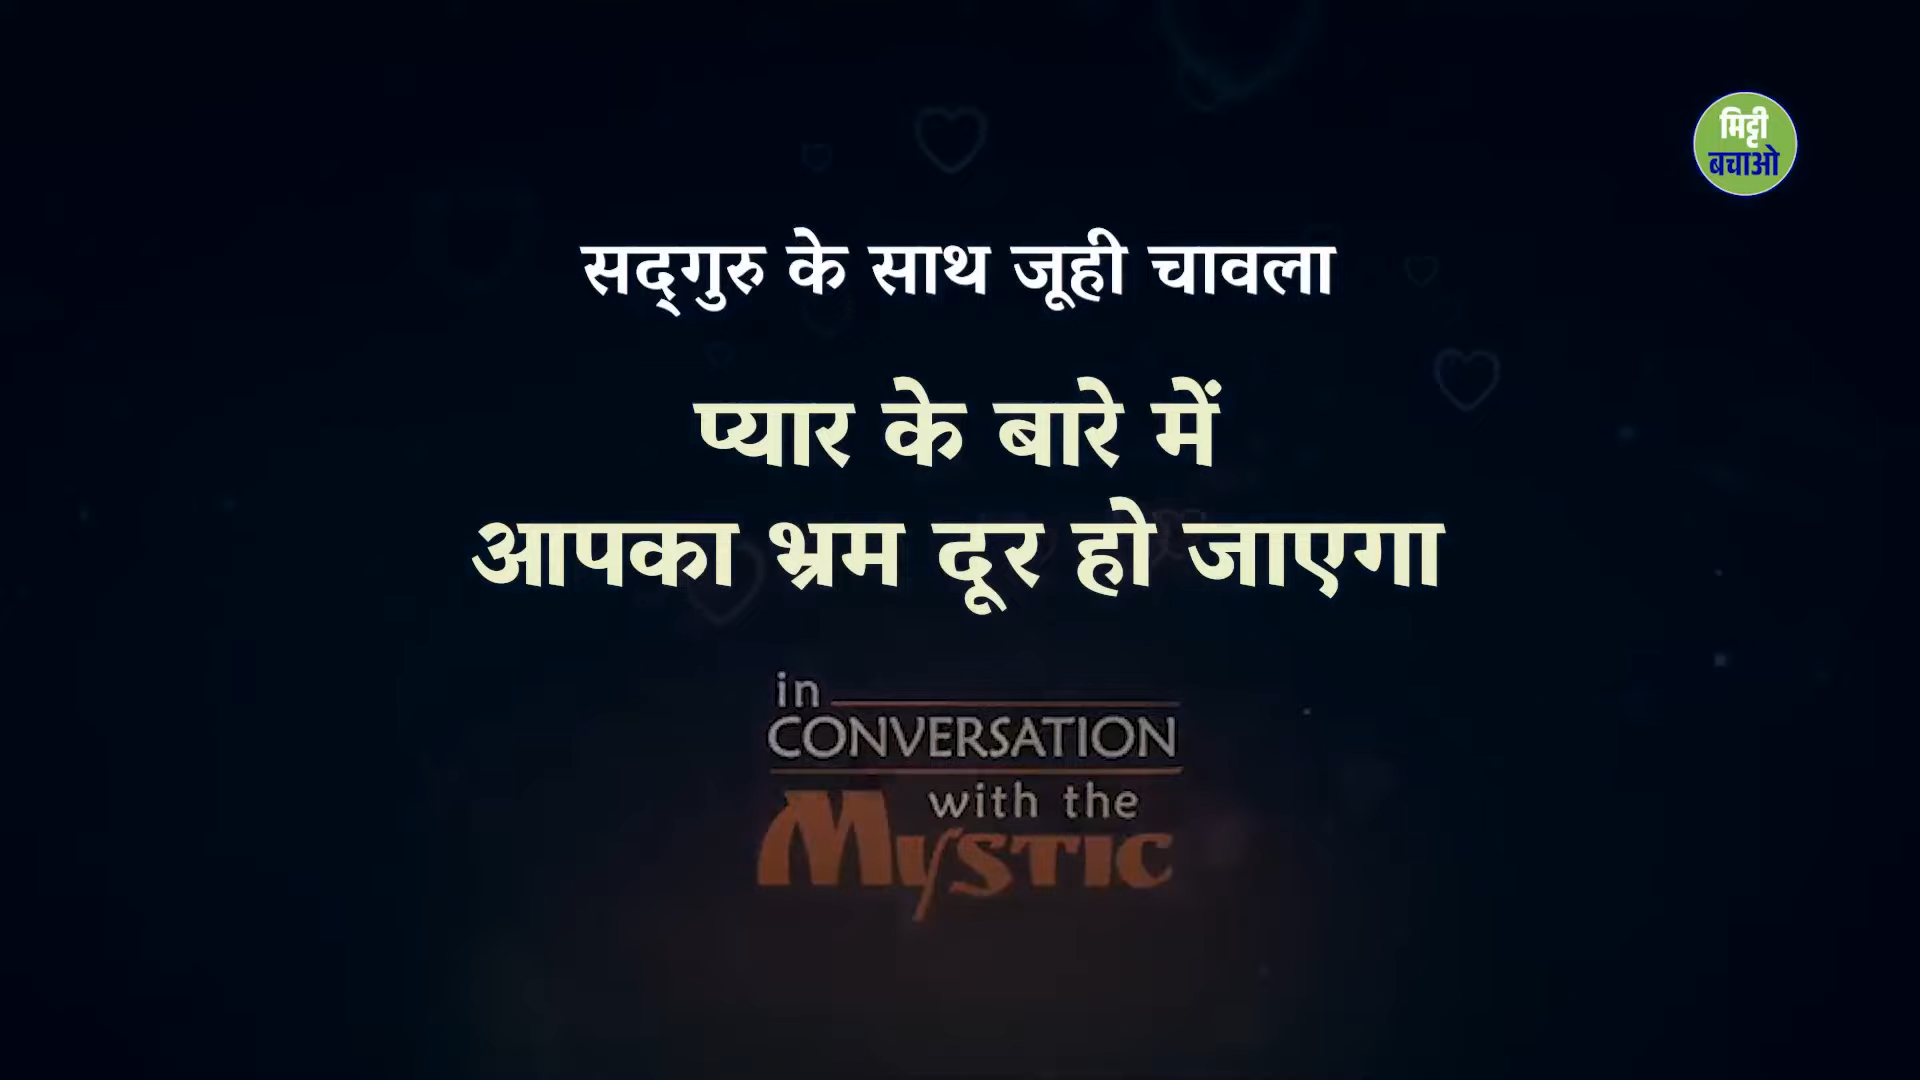 मिट्टी
बचाओ
सद्‌गुरु के साथ जूही चावला
प्यार के बारे में
आपका भ्रम दूर हो जाएगा
in
CONVERSATION
with the
MYSTIC